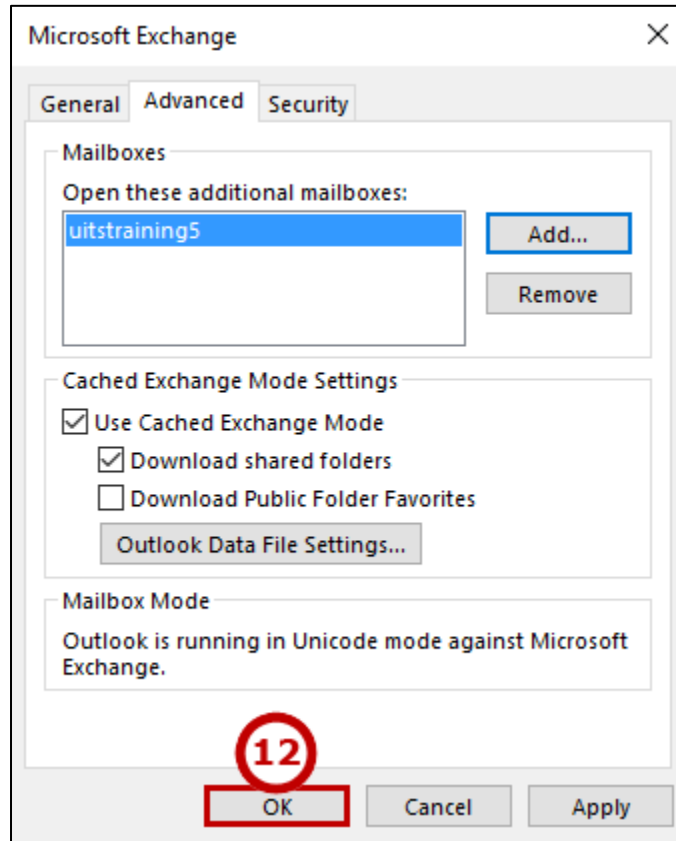 Microsoft Exchange
General Advanced Security
Mailboxes
Open these additional mailboxes:
uitstraining5
Add...
Remove
Cached Exchange Mode Settings
Use Cached Exchange Mode
Download shared folders
Download Public Folder Favorites
Outlook Data File Settings...
Mailbox Mode
Outlook is running in Unicode mode against Microsoft
Exchange.
12
OK Cancel Apply